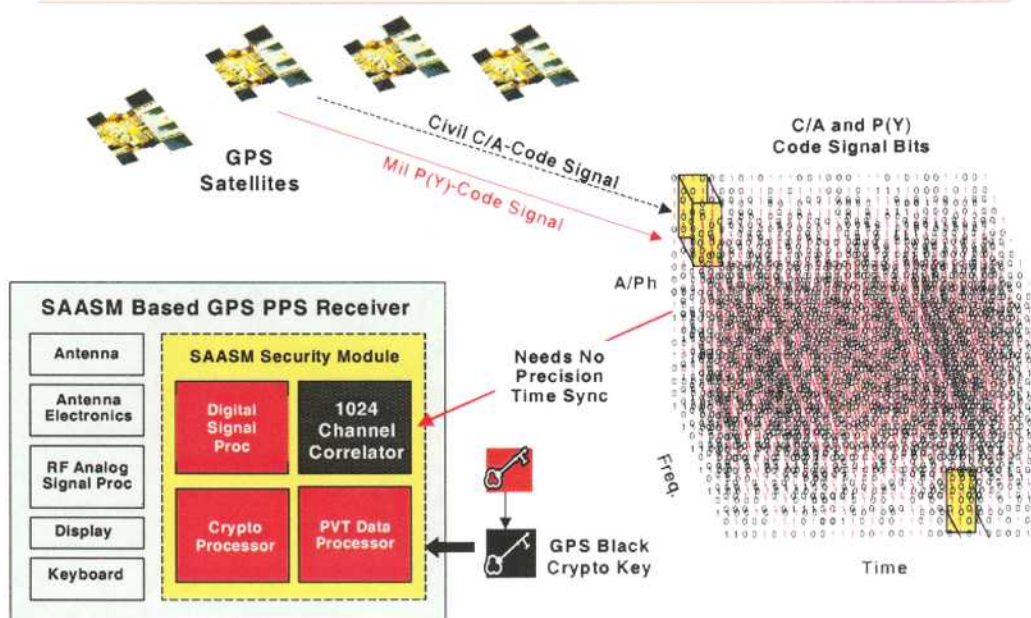 Civil C/A-Code Signal
Mil P(Y)-Code Signal
GPS
Satellites
C/A and P(Y)
Code Signal Bits
A/Ph
Freq.
Time
Needs No
Precision
Time Sync
SAASM Based GPS PPS Receiver
Antenna
Antenna
Electronics
RF Analog
Signal Proc
Display
Keyboard
SAASM Security Module
Digital
Signal
Proc
1024
Channel
Correlator
Crypto
Processor
PVT Data
Processor
GPS Black
Crypto Key